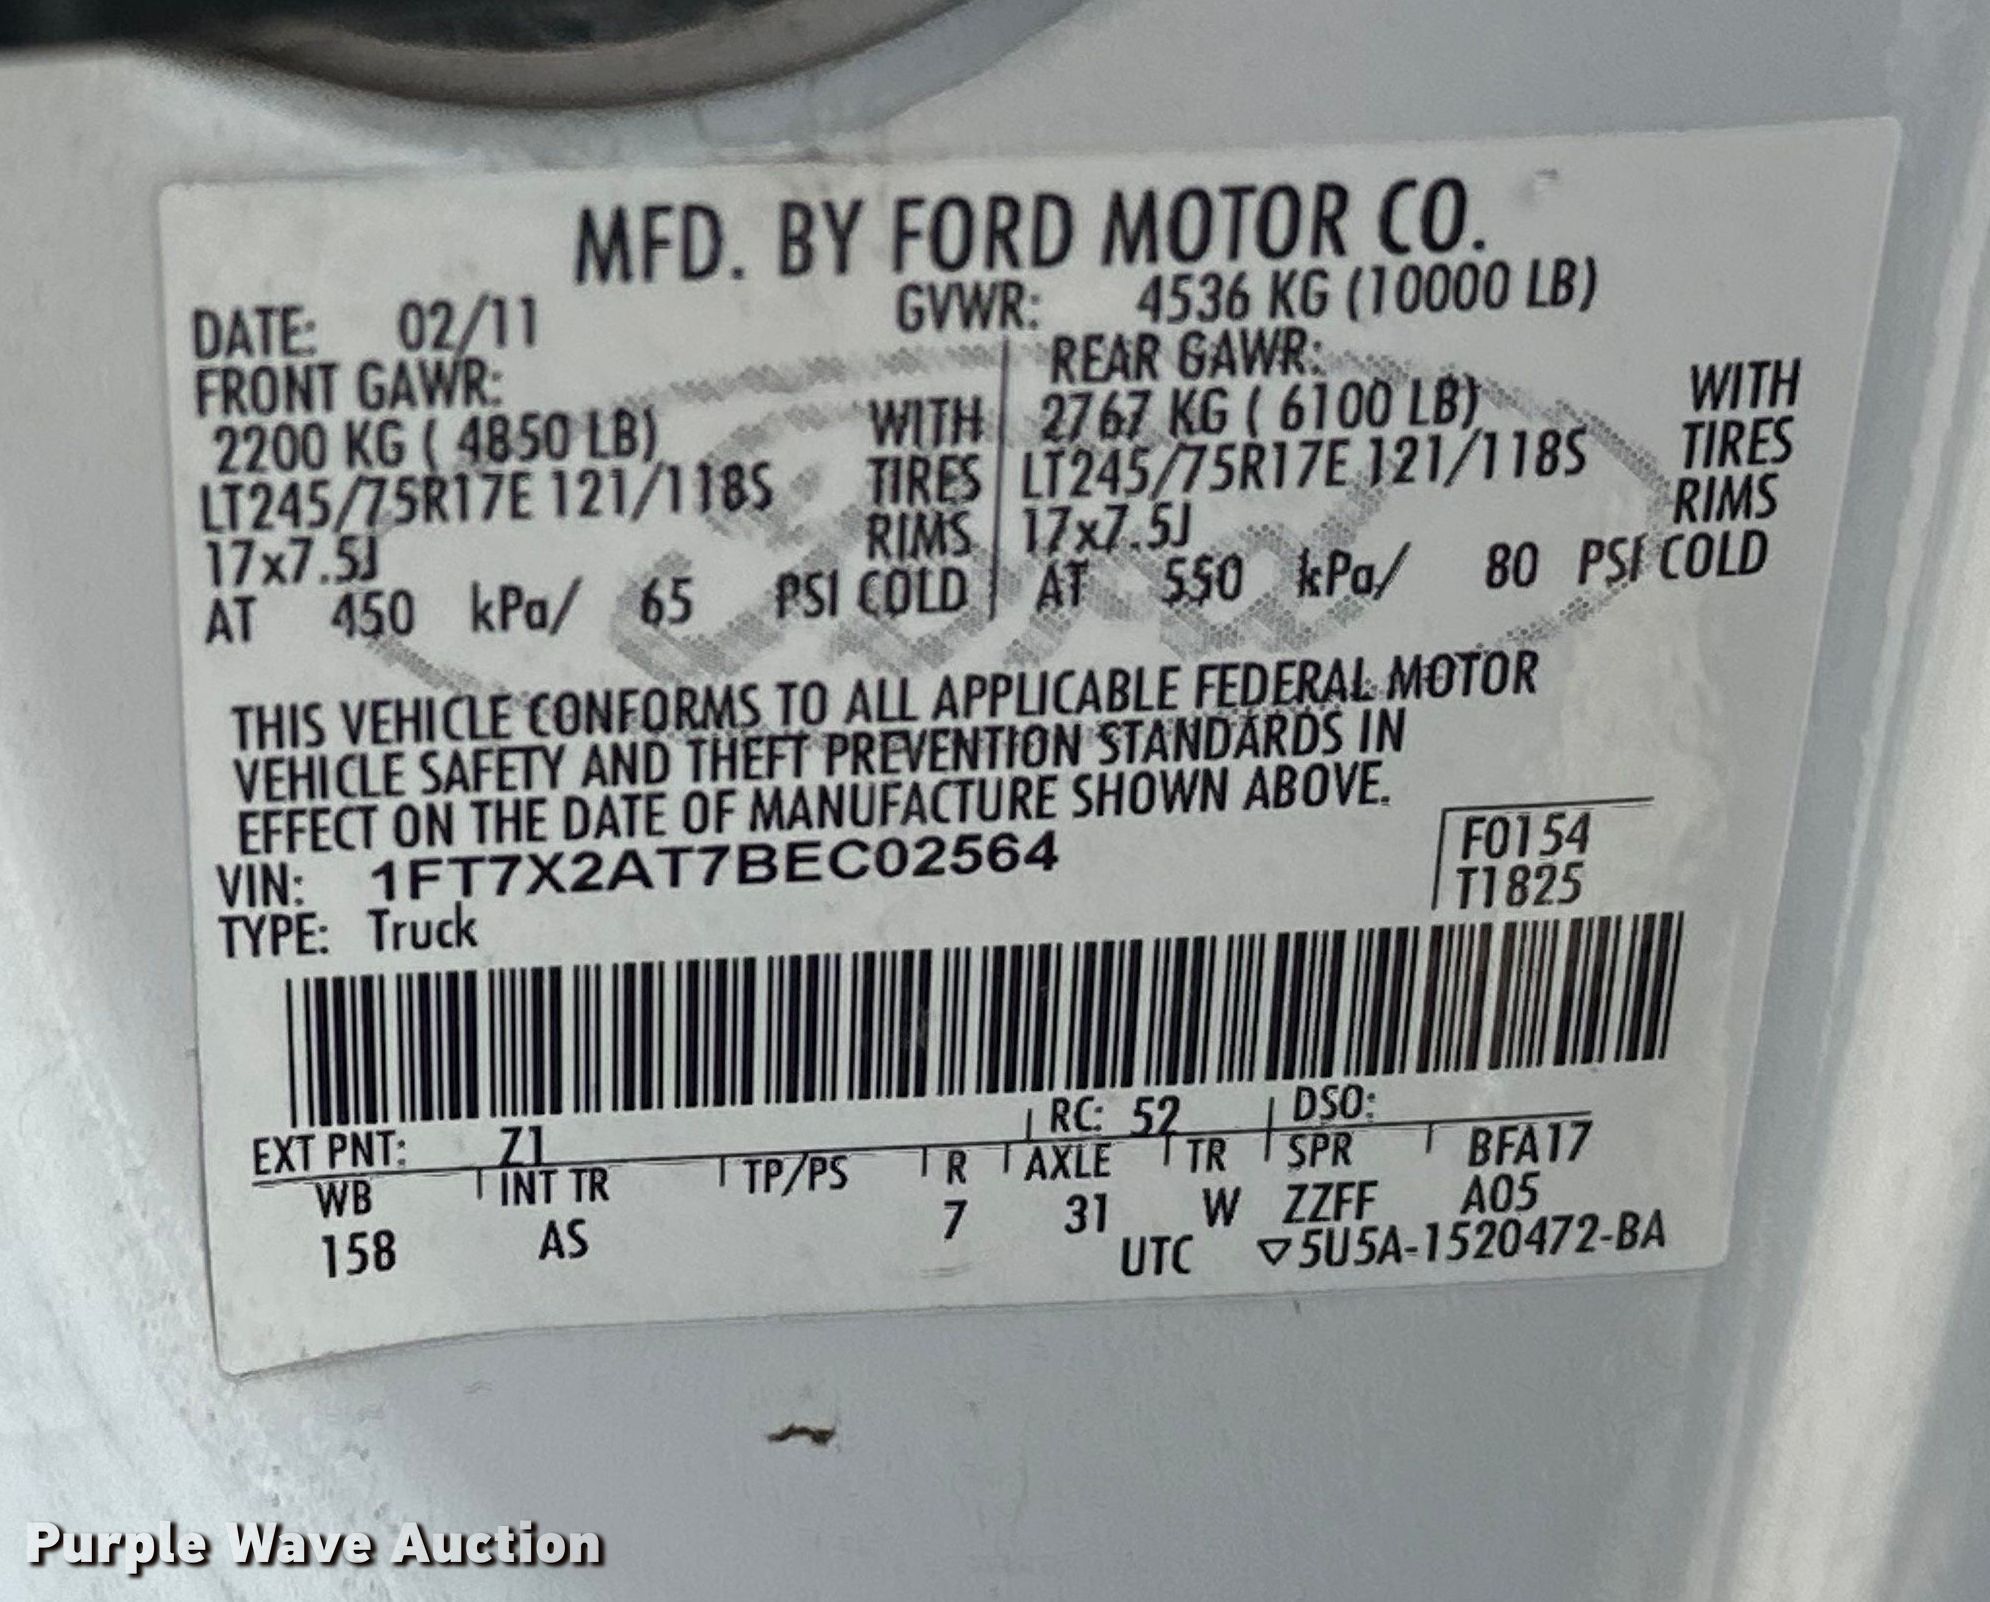 MFD. BY FORD MOTOR CO.
DATE: 02/11 GVWR: 4536 KG (10000 LB)
FRONT GAWR: REAR GAWR:
2200 KG ( 4850 LB) WITH 2767 KG ( 6100 LB) WITH
LT245/75R17E 121/118S TIRES LT245/75R17E 121/118S TIRES
17x7.5J RIMS 17x7.5J RIMS
AT 450 kPa/ 65 PSI COLD AT 550 kPa/ 80 PSI COLD
THIS VEHICLE CONFORMS TO ALL APPLICABLE FEDERAL MOTOR
VEHICLE SAFETY AND THEFT PREVENTION STANDARDS IN
EFFECT ON THE DATE OF MANUFACTURE SHOWN ABOVE.
VIN: 1FT7X2AT7BEC02564 F0154
TYPE: Truck T1825
EXT PNT: Z1 RC: 52 DSO:
WB INT TR TP/PS R AXLE TR SPR BFA17
158 AS 7 31 W ZZFF A05
UTC ▽5U5A-1520472-BA
Purple Wave Auction